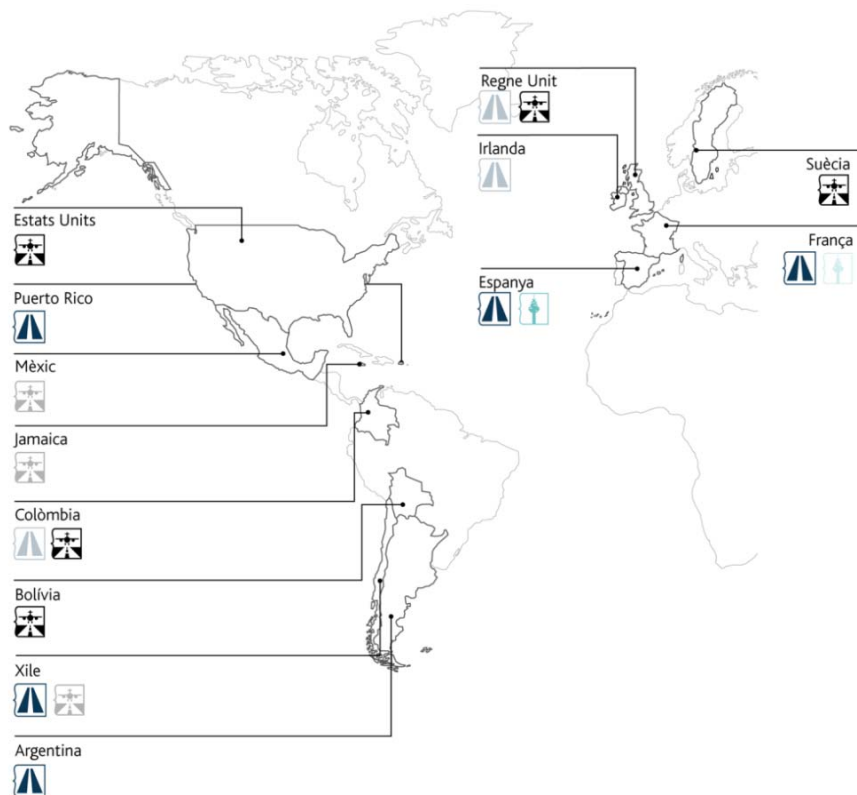 Regne Unit
Irlanda
Suècia
Estats Units
França
Espanya
Puerto Rico
Mèxic
Jamaica
Colòmbia
Bolívia
Xile
Argentina